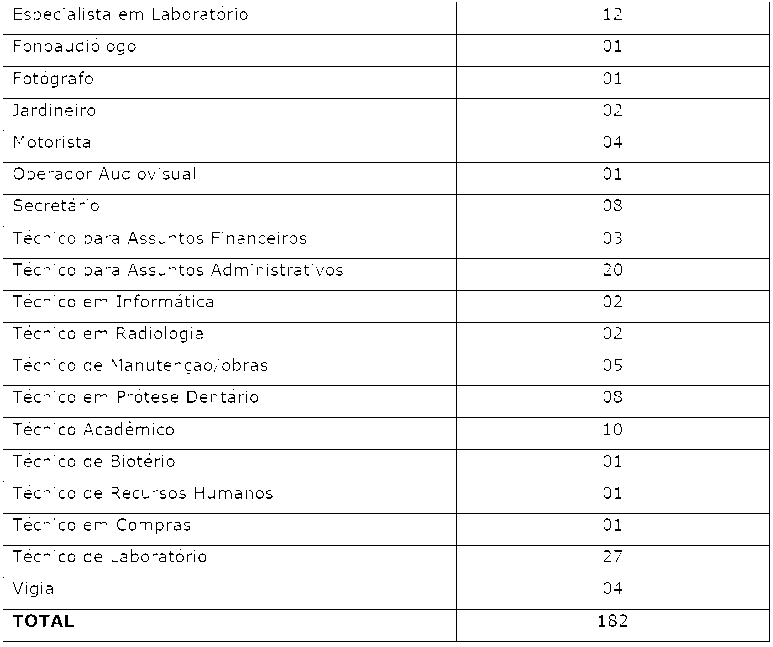 Especialista em Laboratório 12
Fonoaudiólogo 01
Fotógrafo 01
Jardineiro 02
Motorista 04
Operador Audiovisual 01
Secretário 08
Técnico para Assuntos Financeiros 03
Técnico para Assuntos Administrativos 20
Técnico em Informática 02
Técnico em Radiologia 02
Técnico de Manutenção/obras 05
Técnico em Prótese Dentário 08
Técnico Acadêmico 10
Técnico de Biotério 01
Técnico de Recursos Humanos 01
Técnico em Compras 01
Técnico de Laboratório 27
Vigia 04
TOTAL 182